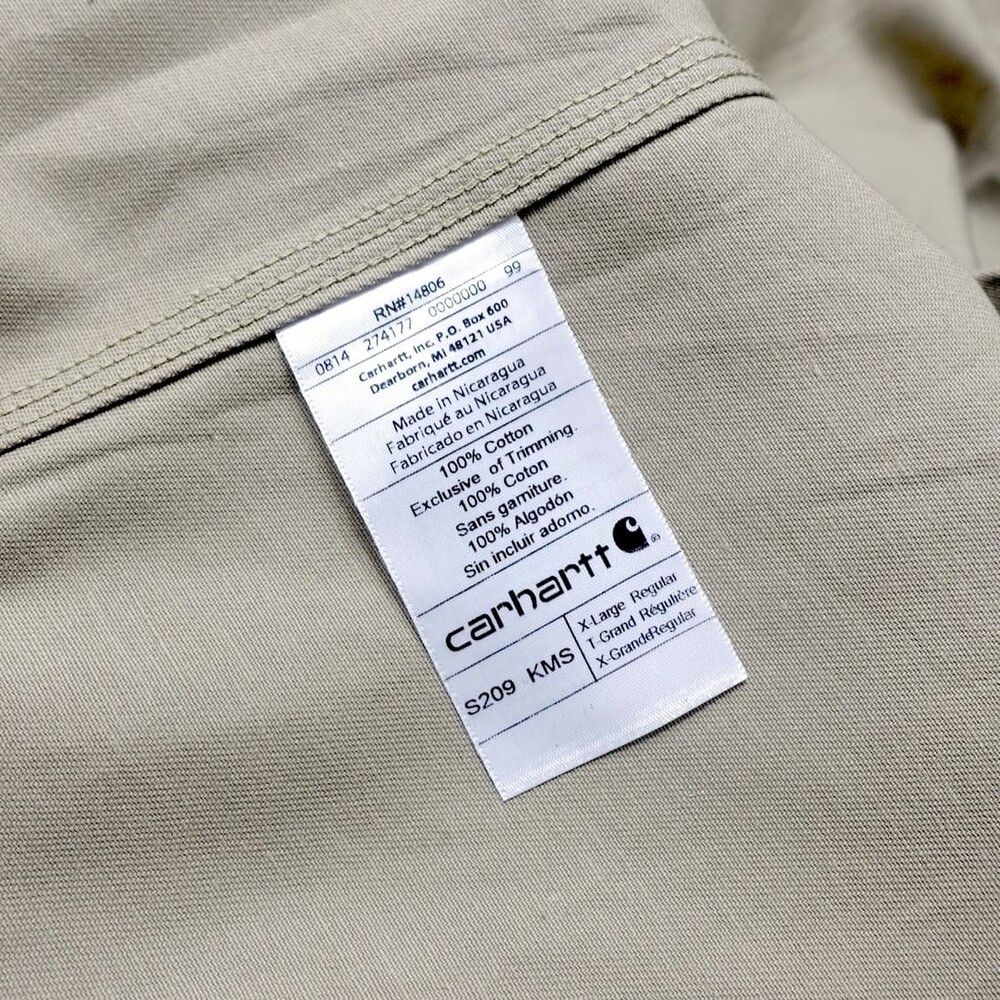 RN#14806
0814 274177 0000000 99
Carhartt, Inc. P.O. Box 600
Dearborn, MI 48121 USA
carhartt.com
Made in Nicaragua
Fabriqué au Nicaragua
Fabricado en Nicaragua
100% Cotton
Exclusive of Trimming.
100% Coton
Sans garniture.
100% Algodón
Sin incluir adorno.
carhartt ®
S209 KMS
X-Large Regular
T-Grand Régulière
X-GrandeRegular